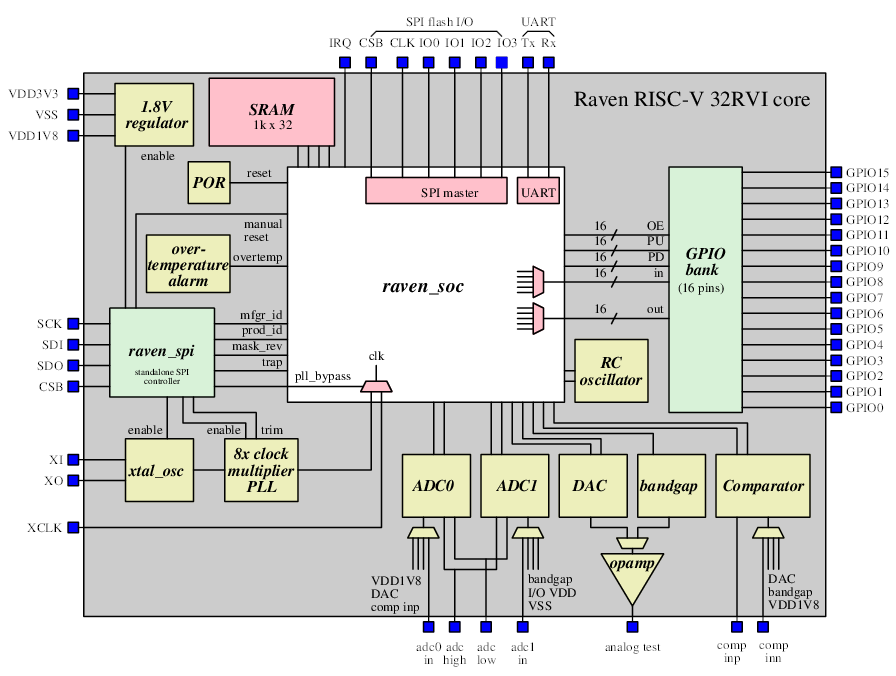 SPI flash I/O UART
IRQ CSB CLK IO0 IO1 IO2 IO3 Tx Rx
Raven RISC-V 32RVI core
VDD3V3
VSS
VDD1V8
1.8V
regulator
enable
SRAM
1k x 32
POR
reset
SPI master
UART
manual
reset
over-
temperature
alarm
overtemp
raven_soc
16 OE
16 PU
16 PD
16 in
16 out
GPIO
bank
(16 pins)
GPIO15
GPIO14
GPIO13
GPIO12
GPIO11
GPIO10
GPIO9
GPIO8
GPIO7
GPIO6
GPIO5
GPIO4
GPIO3
GPIO2
GPIO1
GPIO0
SCK
SDI
SDO
CSB
raven_spi
standalone SPI
controller
mfgr_id
prod_id
mask_rev
trap
pll_bypass
clk
RC
oscillator
enable
enable
trim
XI
XO
xtal_osc
8x clock
multiplier
PLL
XCLK
ADC0
ADC1
DAC
bandgap
Comparator
VDD1V8
DAC
comp inp
bandgap
I/O VDD
VSS
opamp
DAC
bandgap
VDD1V8
adc0
in
adc
high
adc
low
adc1
in
analog test
comp
inp
comp
inn